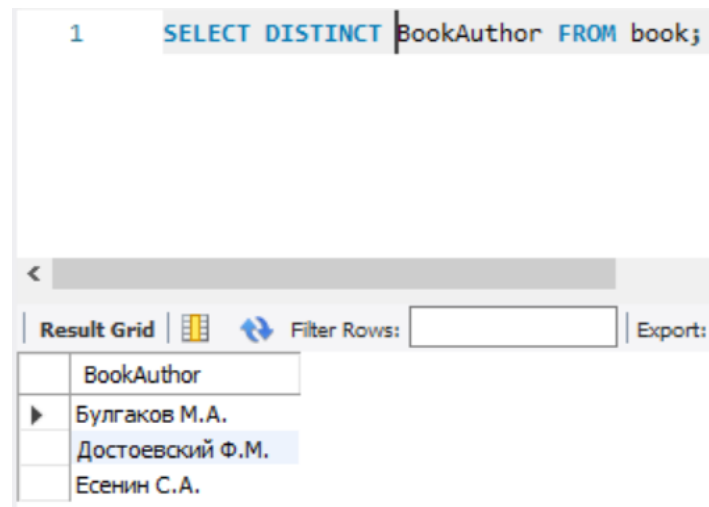 1 SELECT DISTINCT BookAuthor FROM book;
Result Grid Filter Rows: Export:
BookAuthor
Булгаков М.А.
Достоевский Ф.М.
Есенин С.А.